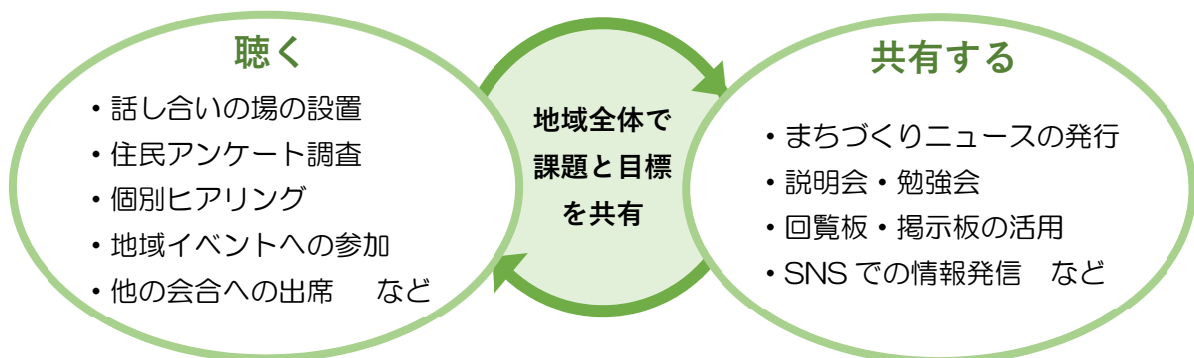 聴く
・話し合いの場の設置
・住民アンケート調査
・個別ヒアリング
・地域イベントへの参加
・他の会合への出席　など
地域全体で
課題と目標
を共有
共有する
・まちづくりニュースの発行
・説明会・勉強会
・回覧板・掲示板の活用
・SNSでの情報発信　など